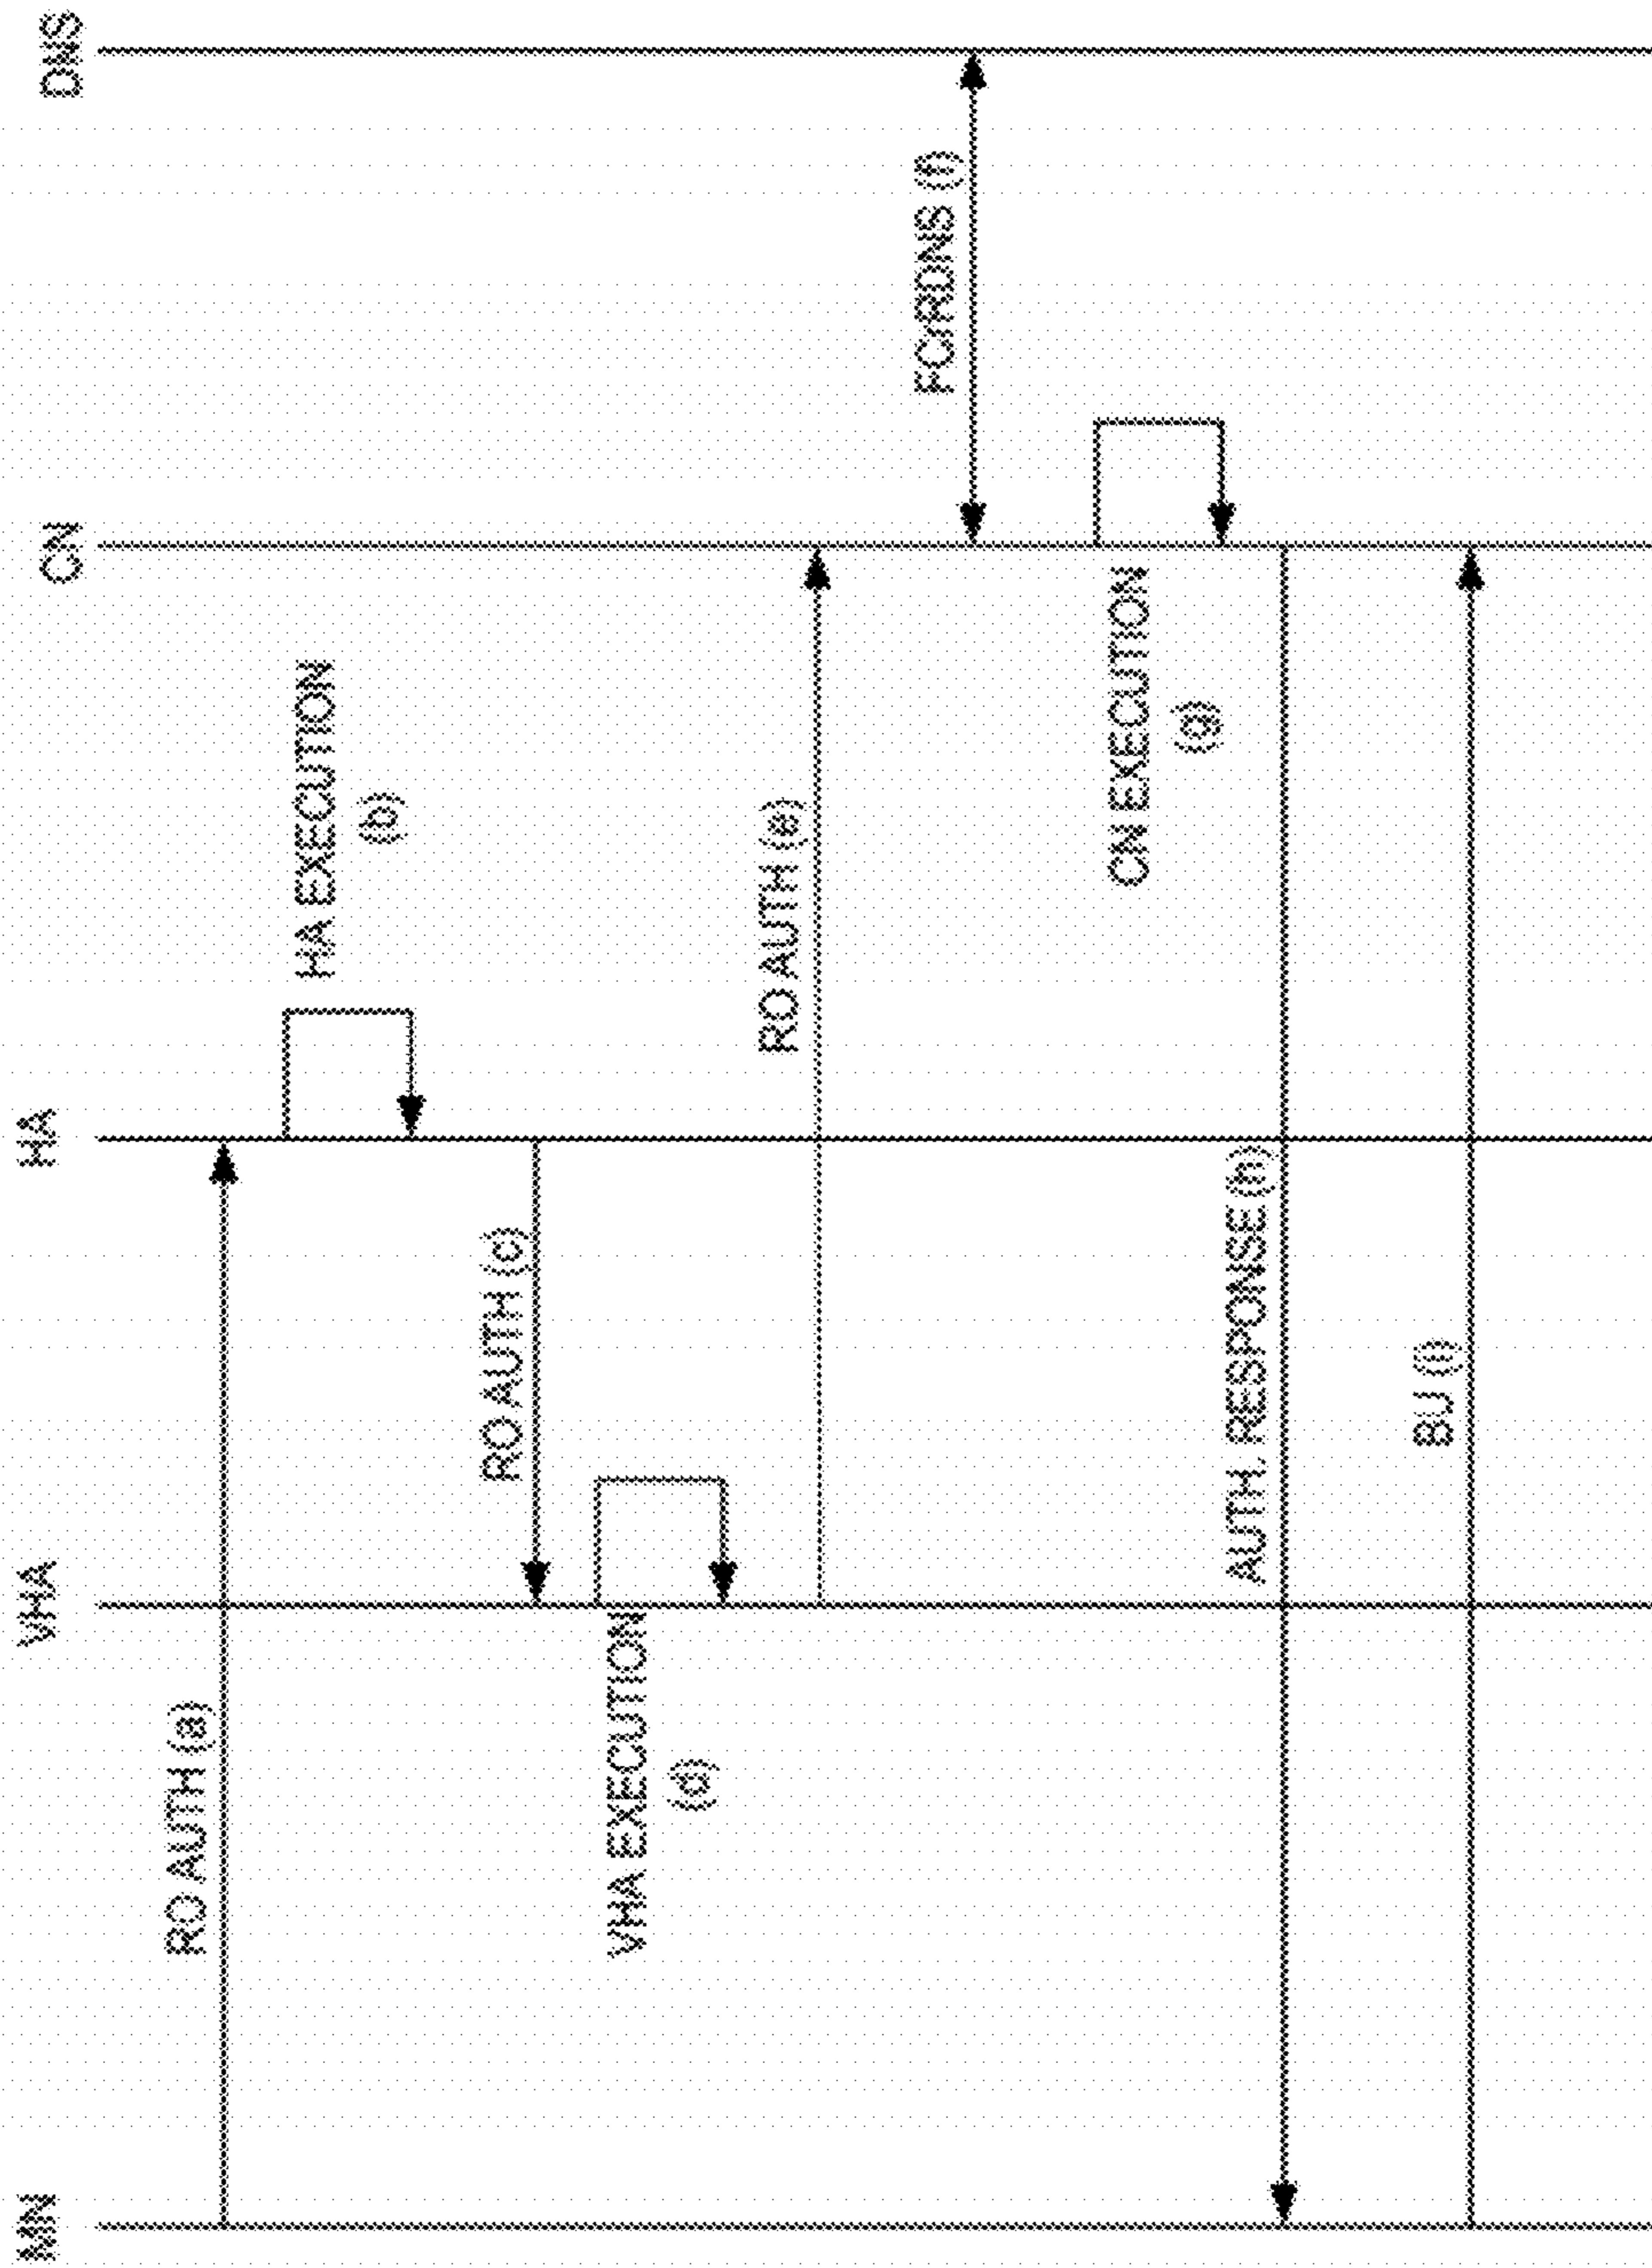 MN
VHA
HA
CN
DNS
RO AUTH (a)
HA EXECUTION
(b)
RO AUTH (c)
VHA EXECUTION
(d)
RO AUTH (e)
FCRDNS (f)
CN EXECUTION
(g)
AUTH. RESPONSE (h)
BU (i)